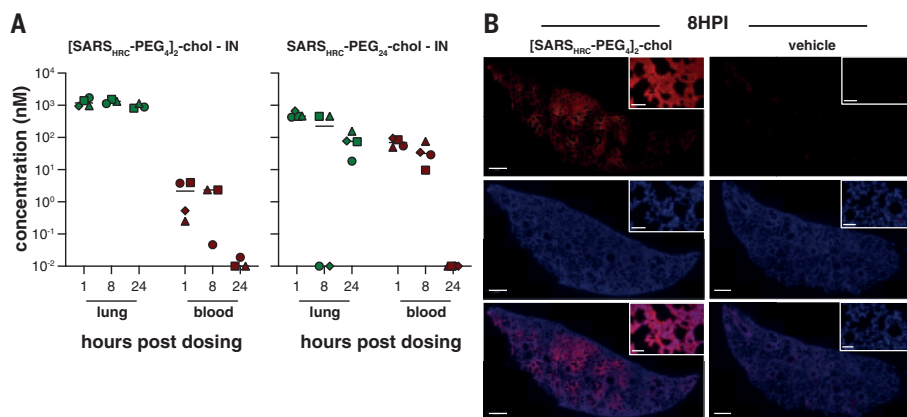 A
[SARS_HRC-PEG_4]_2-chol - IN
SARS_HRC-PEG_24-chol - IN
concentration (nM)
10^4
10^3
10^2
10^1
10^0
10^-1
10^-2
1 8 24 1 8 24
lung blood
1 8 24 1 8 24
lung blood
hours post dosing
hours post dosing
B
8HPI
[SARS_HRC-PEG_4]_2-chol
vehicle